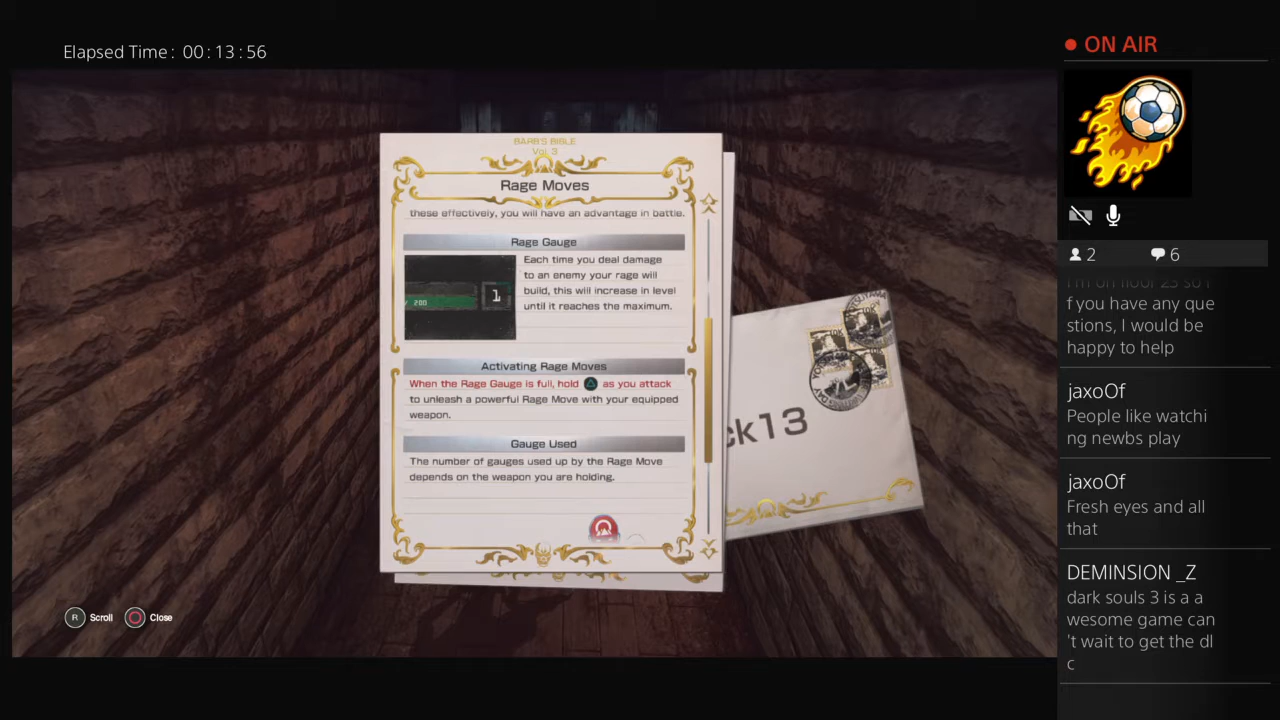 Elapsed Time: 00:13:56
ON AIR
BARB'S BIBLE
Vol. 3
Rage Moves
these effectively, you will have an advantage in battle.
Rage Gauge
Each time you deal damage
to an enemy your rage will
build, this will increase in level
until it reaches the maximum.
/ 200
1
Activating Rage Moves
When the Rage Gauge is full, hold as you attack
to unleash a powerful Rage Move with your equipped
weapon.
Gauge Used
The number of gauges used up by the Rage Move
depends on the weapon you are holding.
ck13
R Scroll Close
2 6
I'm on floor 23 so i
f you have any que
stions, I would be
happy to help
jaxoOf
People like watchi
ng newbs play
jaxoOf
Fresh eyes and all
that
DEMINSION _Z
dark souls 3 is a a
wesome game can
't wait to get the dl
c